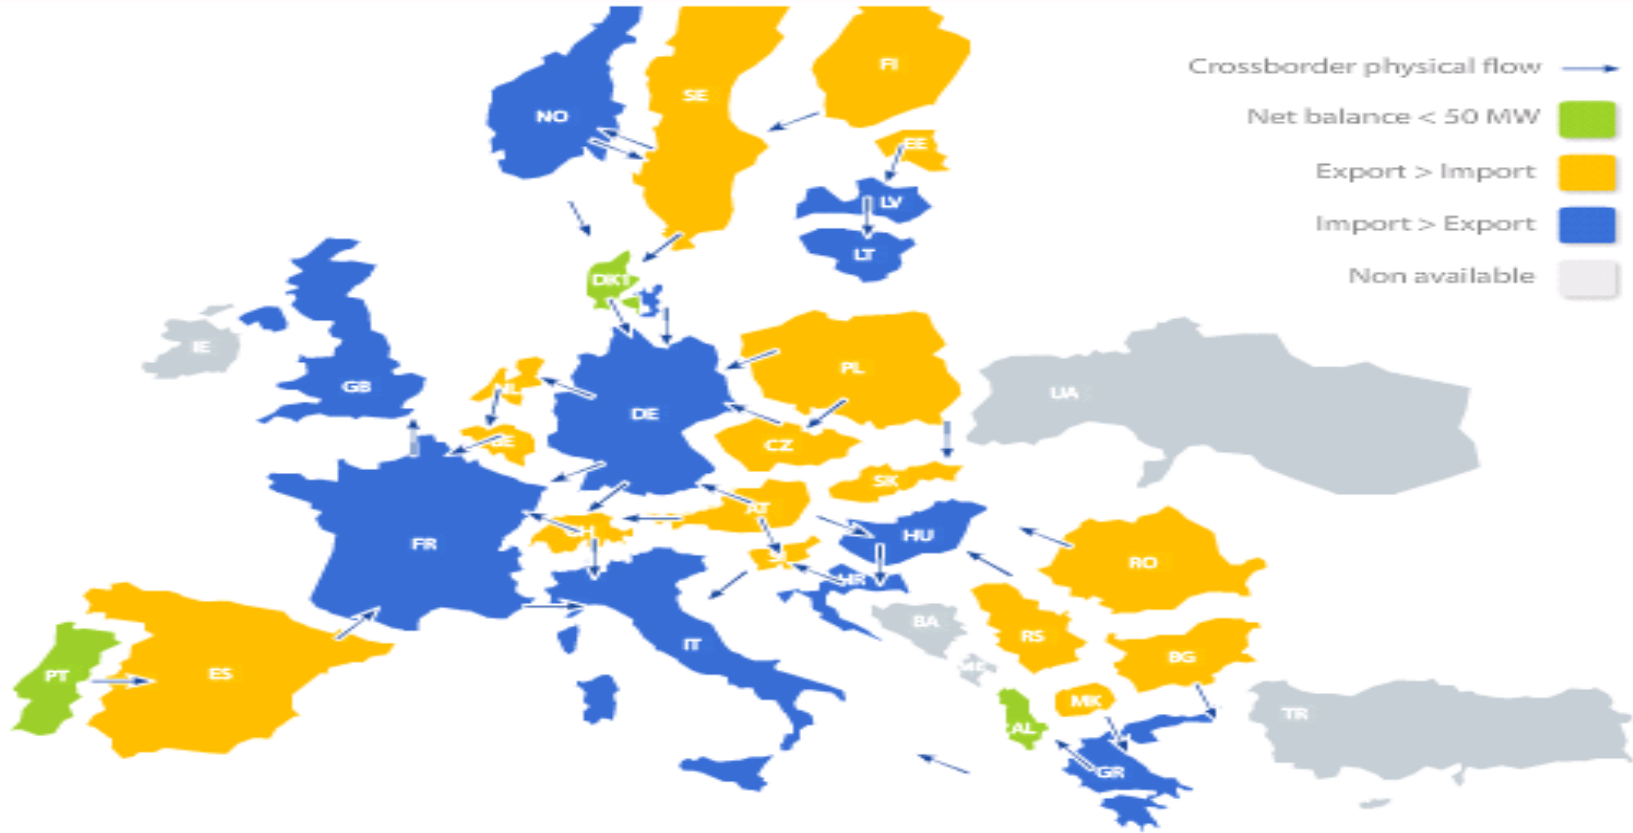 Crossborder physical flow
Net balance < 50 MW
Export > Import
Import > Export
Non available
NO
SE
FI
EE
LV
LT
DK1
IE
GB
NL
DE
PL
UA
BE
CZ
SK
AT
FR
CH
HU
RO
HR
BA
RS
BG
IT
ES
PT
MK
AL
GR
TR